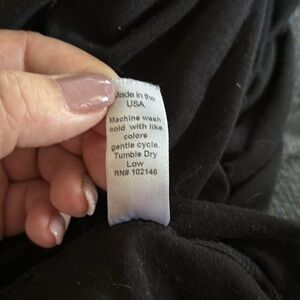 Made in the
USA
Machine wash
cold with like
colors
gentle cycle.
Tumble Dry
Low
RN# 102146